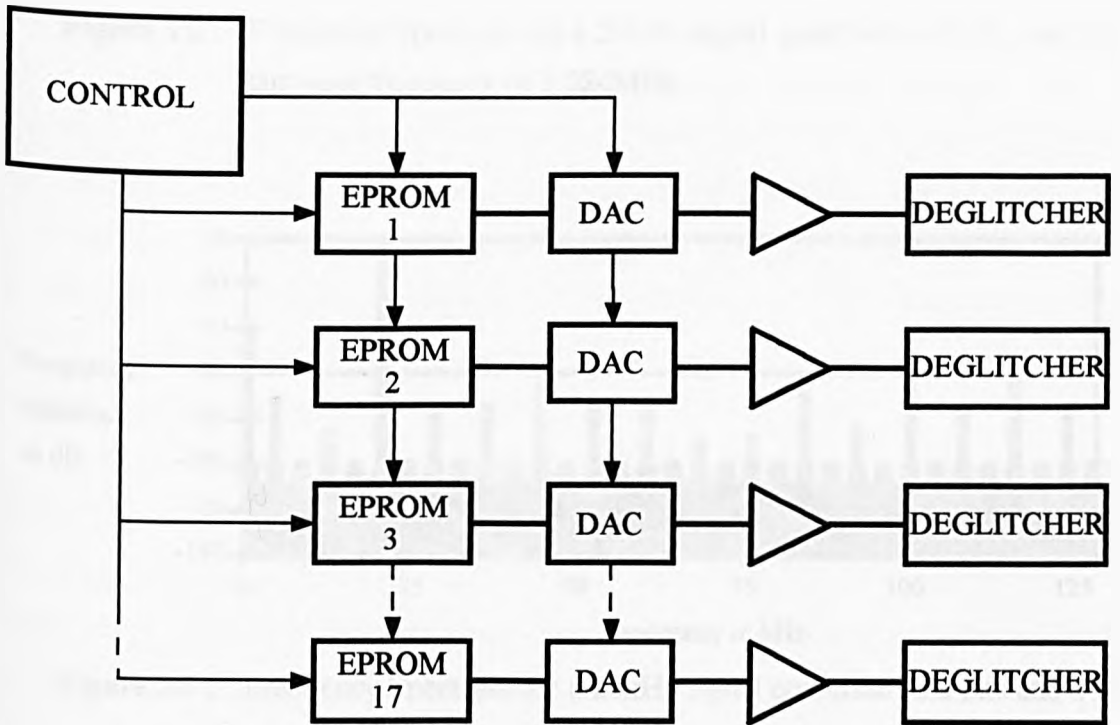 CONTROL
EPROM
1
DAC
DEGLITCHER
EPROM
2
DAC
DEGLITCHER
EPROM
3
DAC
DEGLITCHER
EPROM
17
DAC
DEGLITCHER